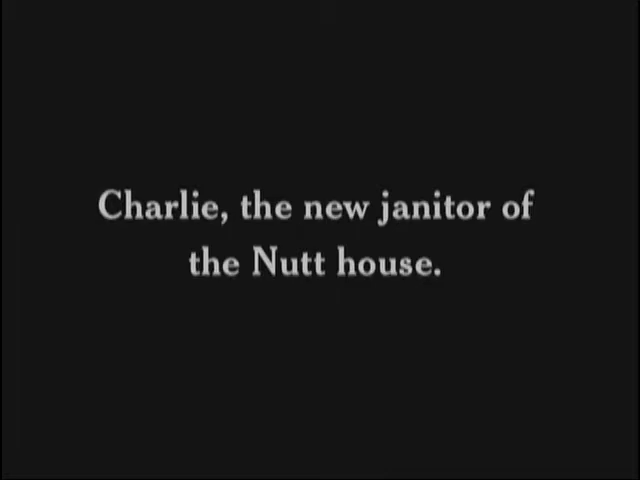 Charlie, the new janitor of
the Nutt house.